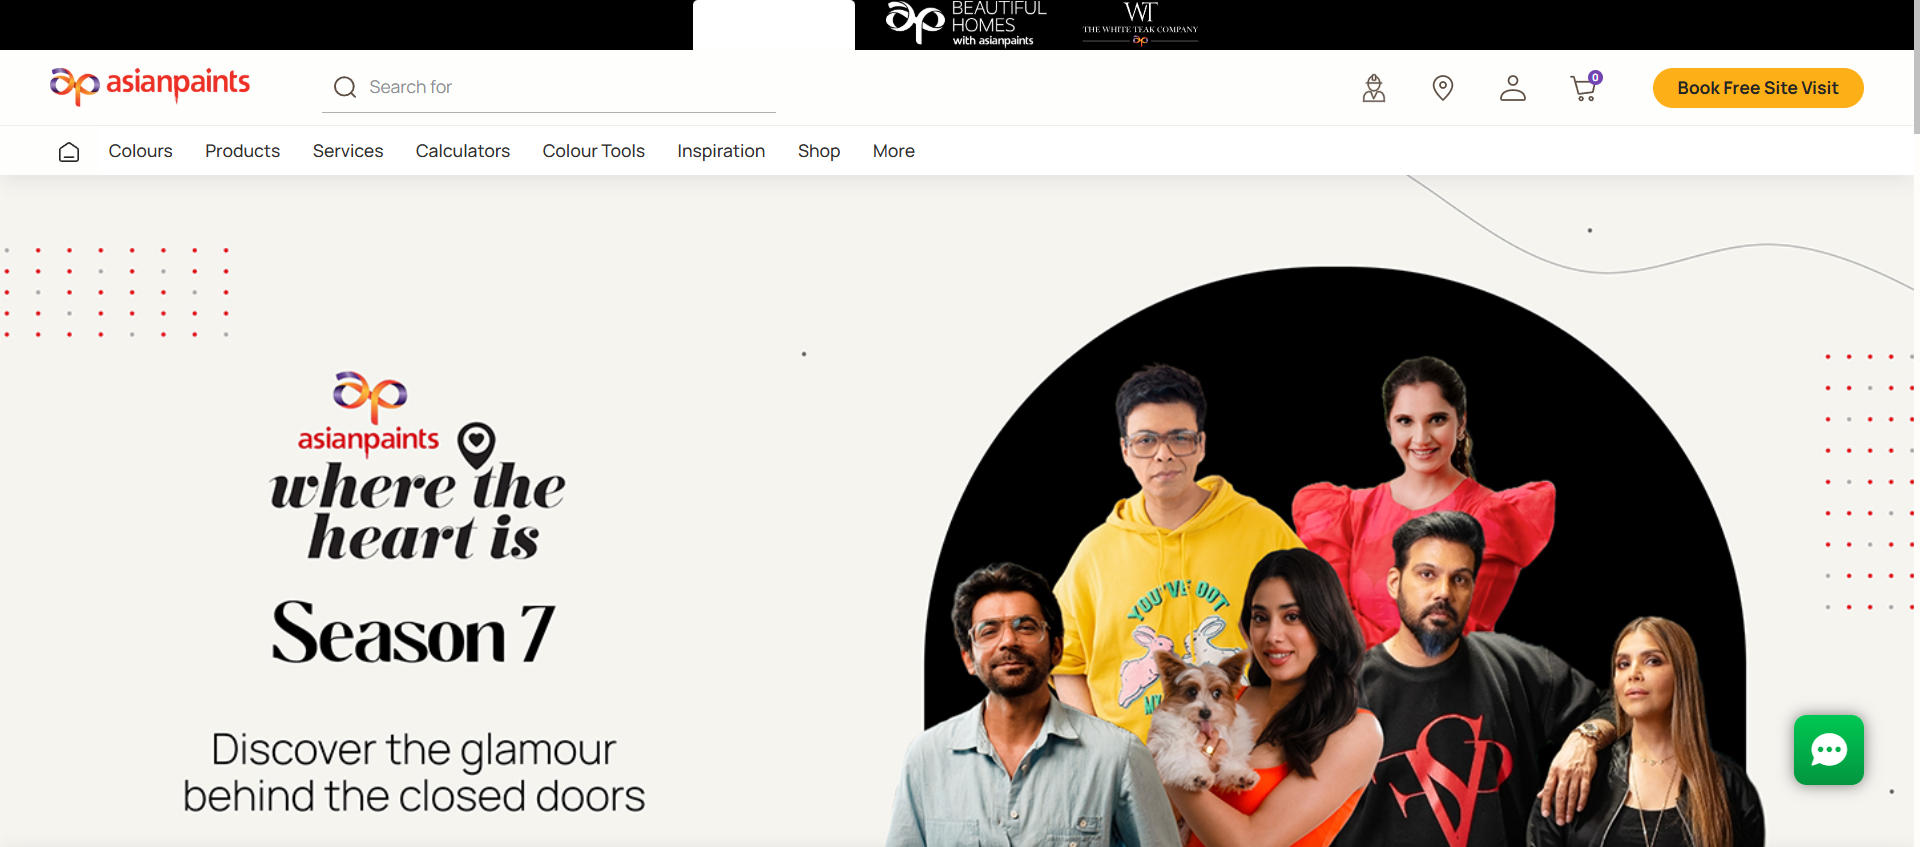 BEAUTIFUL
HOMES
with asianpaints
WT
THE WHITE TEAK COMPANY
ap
asianpaints
Search for
0
Book Free Site Visit
Colours
Products
Services
Calculators
Colour Tools
Inspiration
Shop
More
asianpaints
where the
heart is
Season 7
Discover the glamour
behind the closed doors
YOU'VE GOT